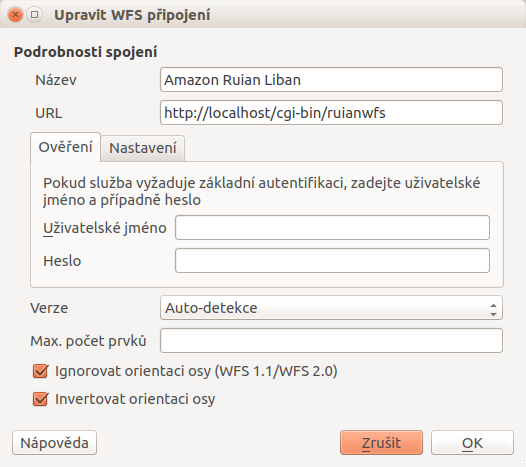 Upravit WFS připojení
Podrobnosti spojení
Název Amazon Ruian Liban
URL http://localhost/cgi-bin/ruianwfs
Ověření Nastavení
Pokud služba vyžaduje základní autentifikaci, zadejte uživatelské
jméno a případně heslo
Uživatelské jméno
Heslo
Verze Auto-detekce
Max. počet prvků
Ignorovat orientaci osy (WFS 1.1/WFS 2.0)
Invertovat orientaci osy
Nápověda Zrušit OK